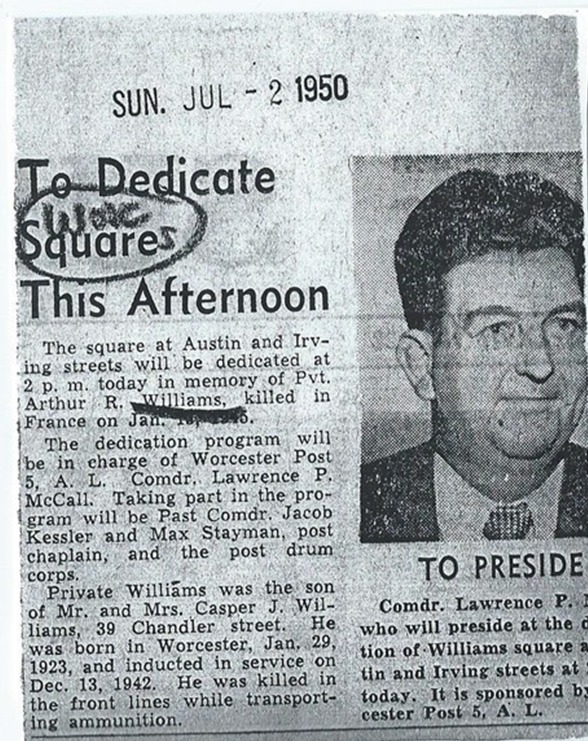 SUN. JUL - 2 1950
To Dedicate
Square
This Afternoon
The square at Austin and Irv-
ing streets will be dedicated at
2 p. m. today in memory of Pvt.
Arthur R. Williams, killed in
France on Jan.
The dedication program will
be in charge of Worcester Post
5, A. L. Comdr. Lawrence P.
McCall. Taking part in the pro-
gram will be Past Comdr. Jacob
Kessler and Max Stayman, post
chaplain, and the post drum
corps.
Private Williams was the son
of Mr. and Mrs. Casper J. Wil-
liams, 39 Chandler street. He
was born in Worcester, Jan. 29,
1923, and inducted in service on
Dec. 13, 1942. He was killed in
the front lines while transport-
ing ammunition.
TO PRESIDE
Comdr. Lawrence P.
who will preside at the d
tion of Williams square a
tin and Irving streets at
today. It is sponsored by
cester Post 5, A. L.